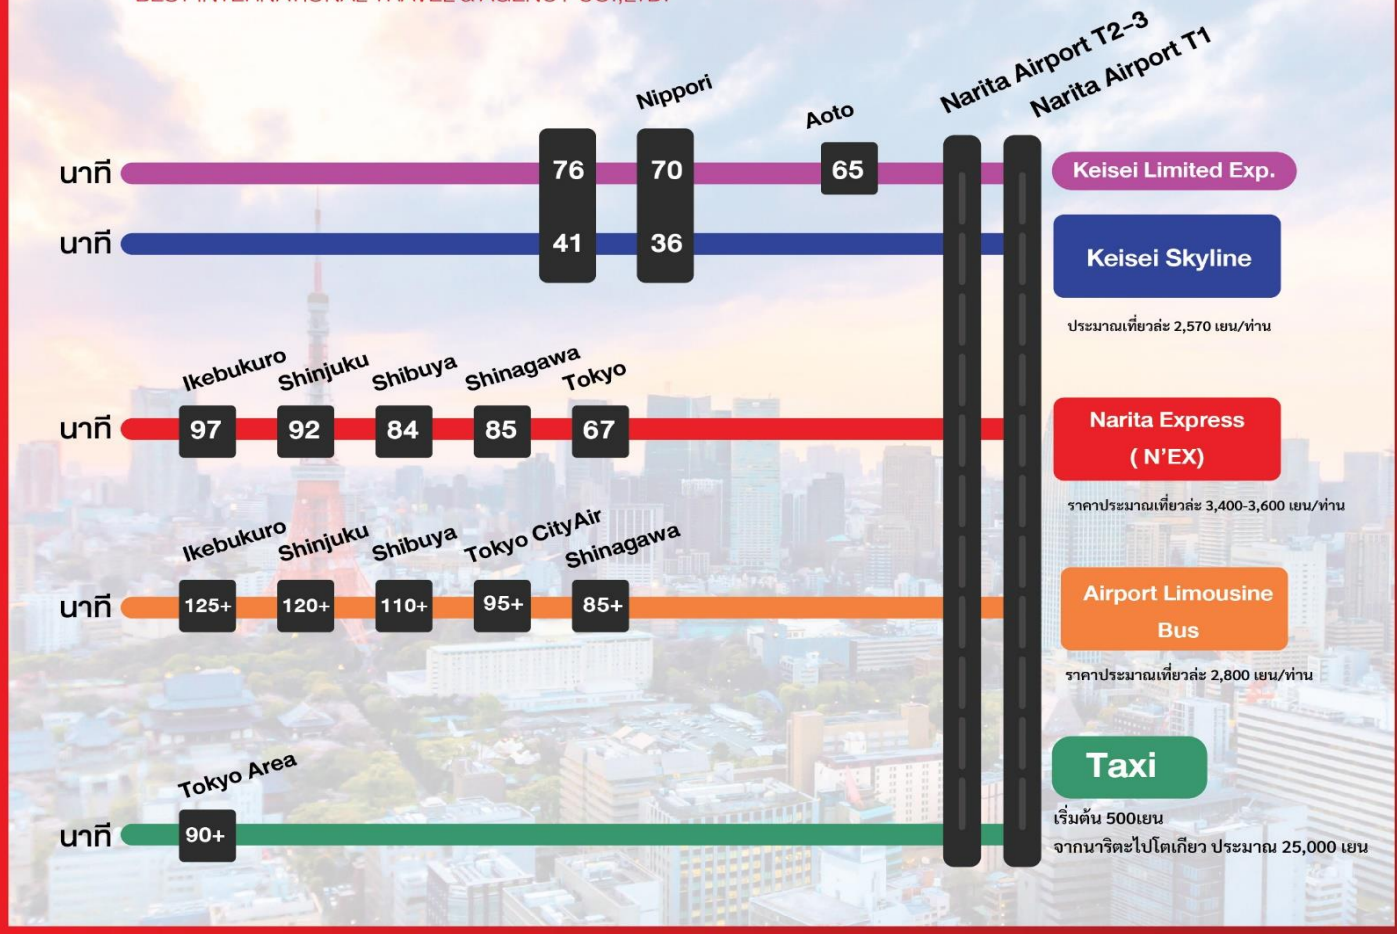 Nippori
Aoto
Narita Airport T2-3
Narita Airport T1
นาที
76
70
65
Keisei Limited Exp.
นาที
41
36
Keisei Skyline
ประมาณเที่ยวล่ะ 2,570 เยน/ท่าน
Ikebukuro
Shinjuku
Shibuya
Shinagawa
Tokyo
นาที
97
92
84
85
67
Narita Express
( N'EX)
ราคาประมาณเที่ยวล่ะ 3,400-3,600 เยน/ท่าน
Ikebukuro
Shinjuku
Shibuya
Tokyo CityAir
Shinagawa
นาที
125+
120+
110+
95+
85+
Airport Limousine
Bus
ราคาประมาณเที่ยวล่ะ 2,800 เยน/ท่าน
Tokyo Area
นาที
90+
Taxi
เริ่มต้น 500เยน
จากนาริตะไปโตเกียว ประมาณ 25,000 เยน